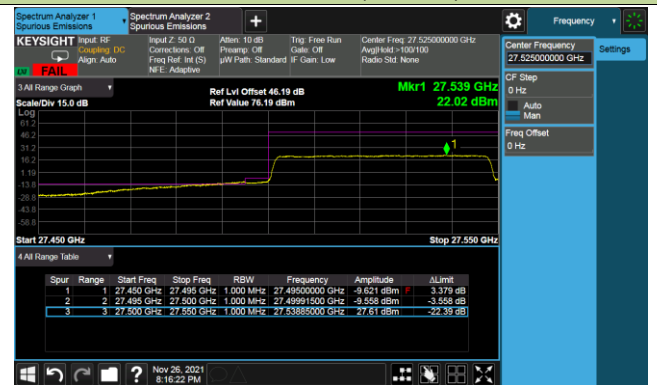 Spectrum Analyzer 1
Spurious Emissions
Spectrum Analyzer 2
Spurious Emissions
Frequency
KEYSIGHT
Input: RF
Coupling: DC
Align: Auto
Input Z: 50 Ω
Corrections: Off
Freq Ref: Int (S)
NFE: Adaptive
Atten: 10 dB
Preamp: Off
µW Path: Standard
Trig: Free Run
Gate: Off
IF Gain: Low
Center Freq: 27.525000000 GHz
Avg|Hold:>100/100
Radio Std: None
LXI FAIL
3 All Range Graph
Ref Lvl Offset 46.19 dB
Mkr1 27.539 GHz
Scale/Div 15.0 dB
Ref Value 76.19 dBm
22.02 dBm
Log
61.2
46.2
31.2
16.2
1.19
-13.8
-28.8
-43.8
-58.8
1
Start 27.450 GHz
Stop 27.550 GHz
4 All Range Table
Spur Range Start Freq Stop Freq RBW Frequency Amplitude ΔLimit
1 1 27.450 GHz 27.495 GHz 1.000 MHz 27.49500000 GHz -9.621 dBm F 3.379 dB
2 2 27.495 GHz 27.500 GHz 1.000 MHz 27.49991500 GHz -9.558 dBm -3.558 dB
3 3 27.500 GHz 27.550 GHz 1.000 MHz 27.53885000 GHz 27.61 dBm -22.39 dB
Center Frequency
27.525000000 GHz
Settings
CF Step
0 Hz
Auto
Man
Freq Offset
0 Hz
?
Nov 26, 2021
8:16:22 PM